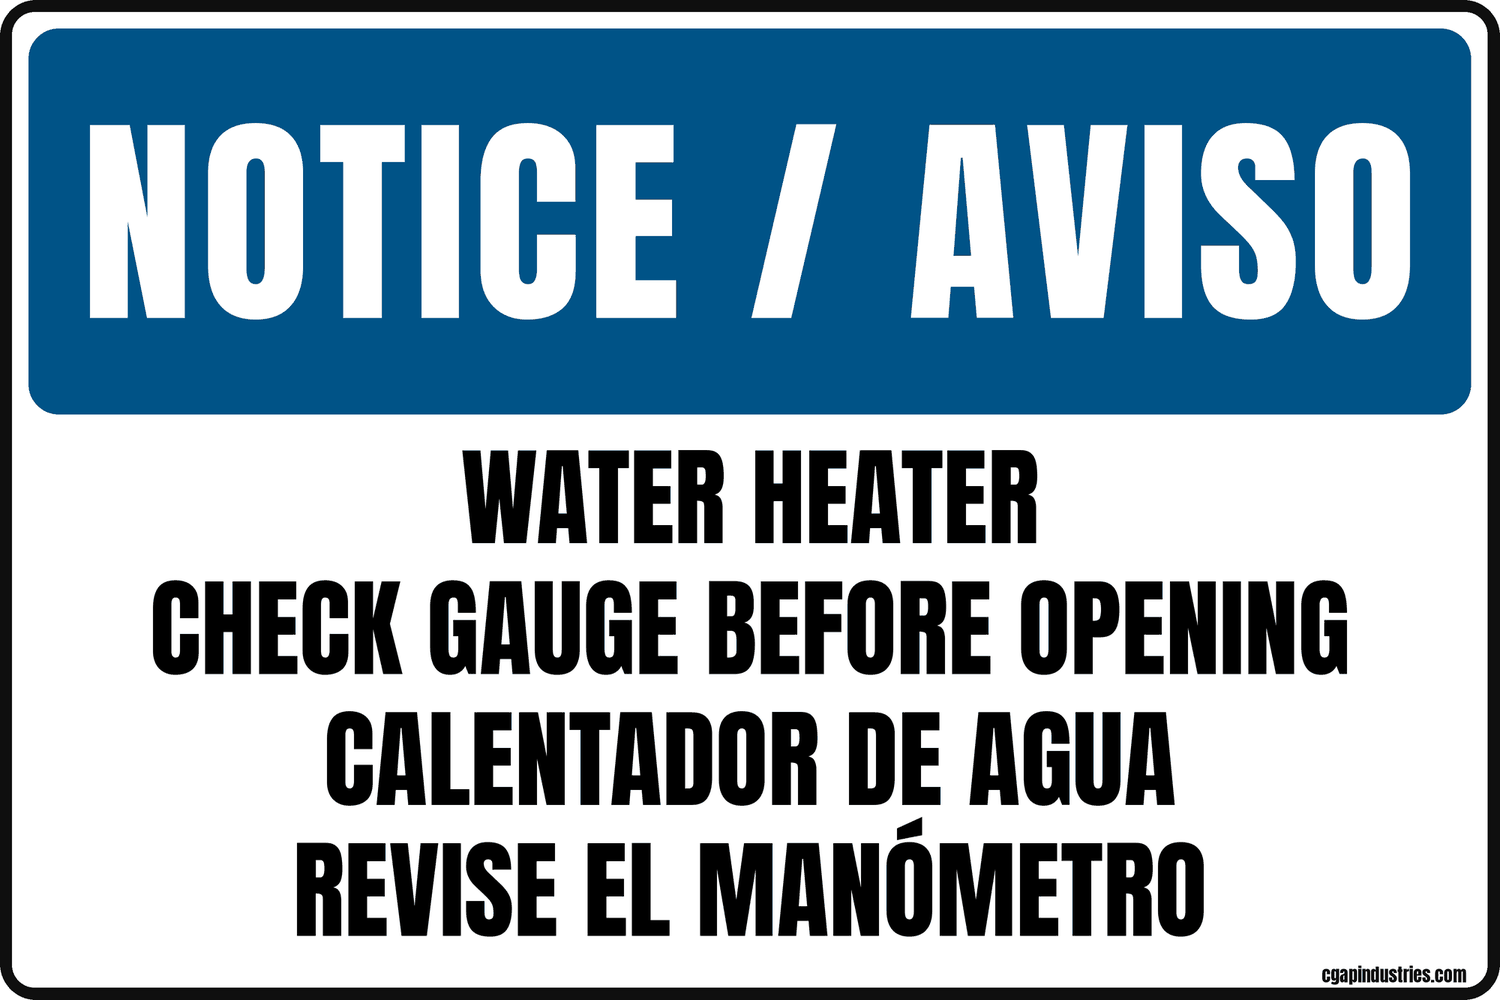 NOTICE / AVISO
WATER HEATER
CHECK GAUGE BEFORE OPENING
CALENTADOR DE AGUA
REVISE EL MANÓMETRO
cgapindustries.com